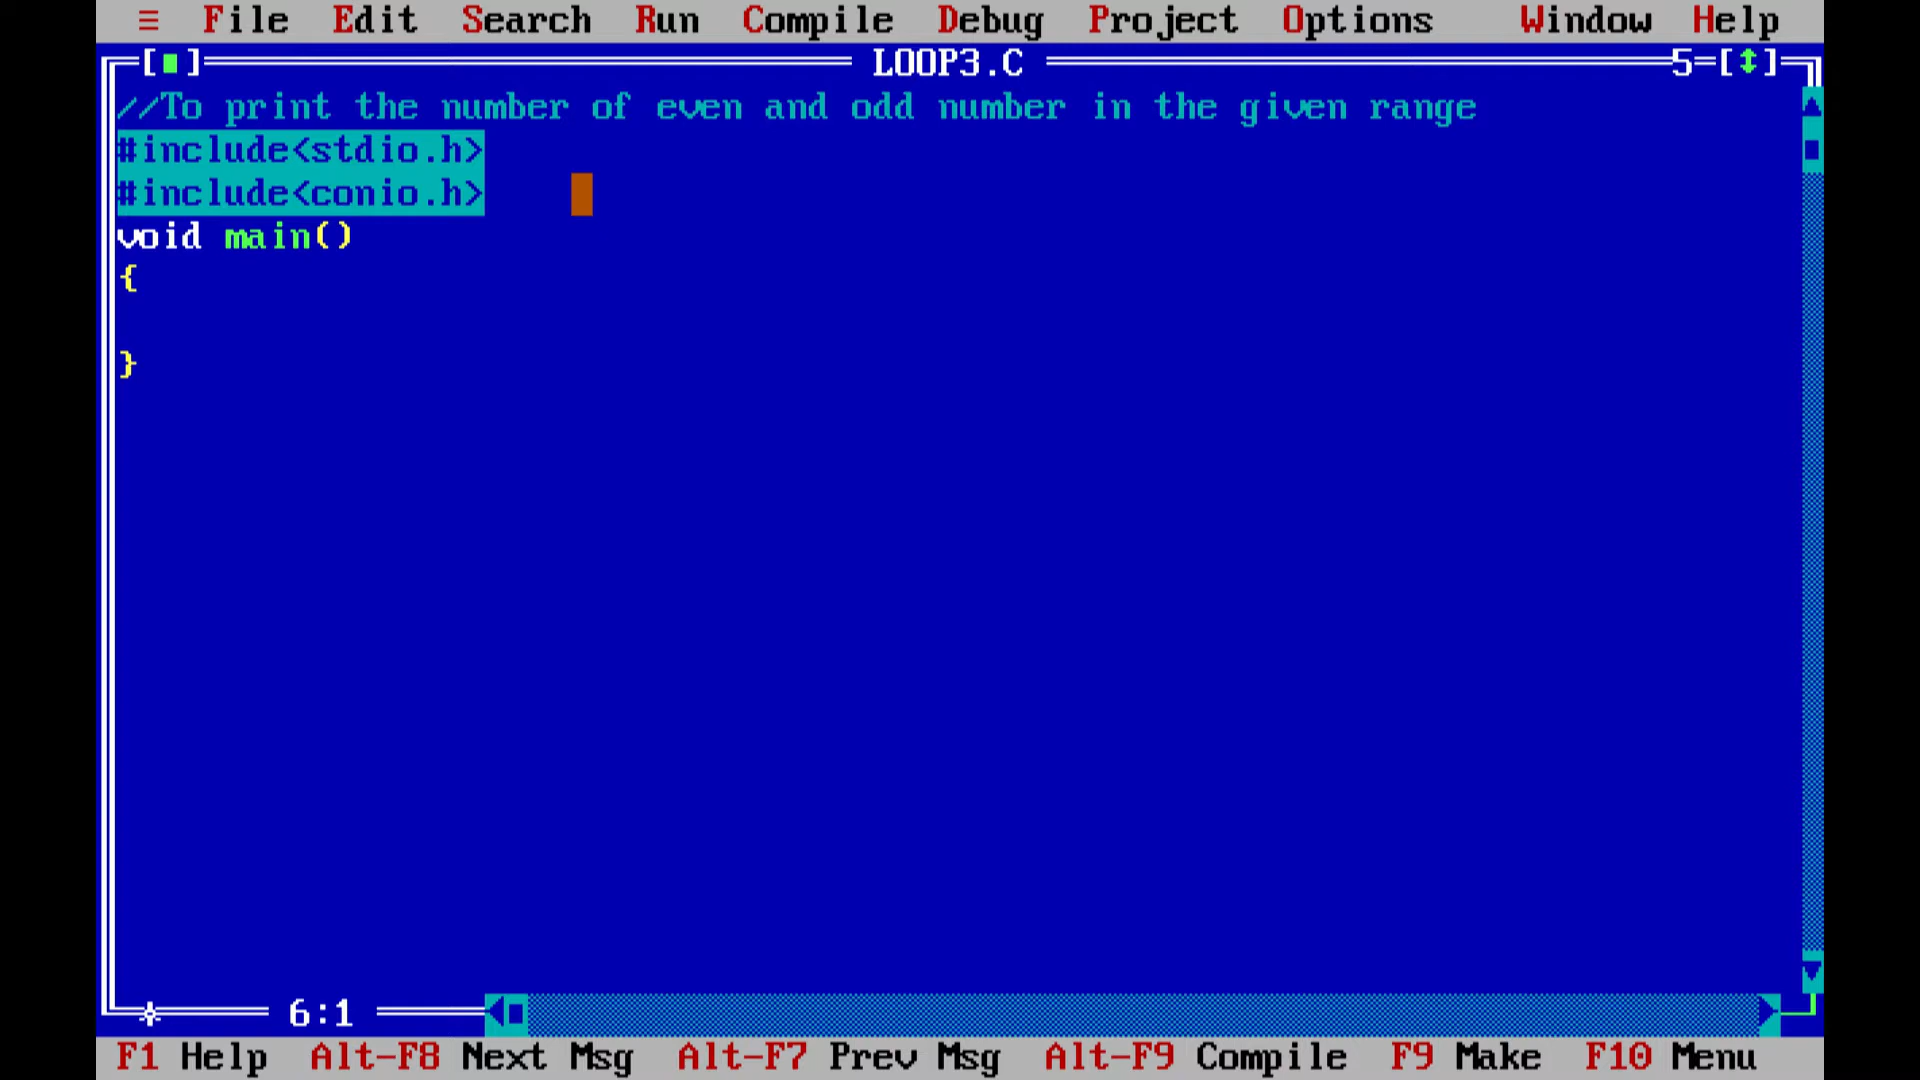 ≡ File Edit Search Run Compile Debug Project Options Window Help
[■] LOOP3.C 5=[↕]
//To print the number of even and odd number in the given range
#include<stdio.h>
#include<conio.h>
void main()
{
}
6:1
F1 Help Alt-F8 Next Msg Alt-F7 Prev Msg Alt-F9 Compile F9 Make F10 Menu